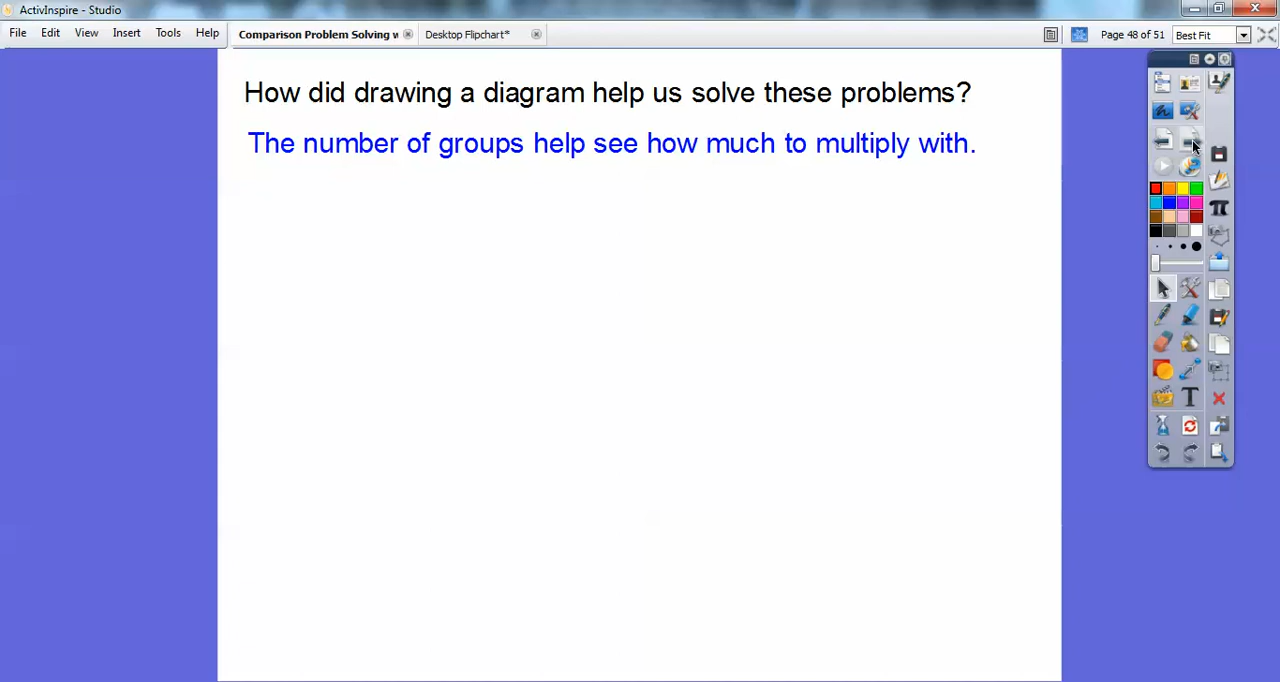 ActivInspire - Studio
File Edit View Insert Tools Help
Comparison Problem Solving w Desktop Flipchart* Page 48 of 51 Best Fit
How did drawing a diagram help us solve these problems?
The number of groups help see how much to multiply with.